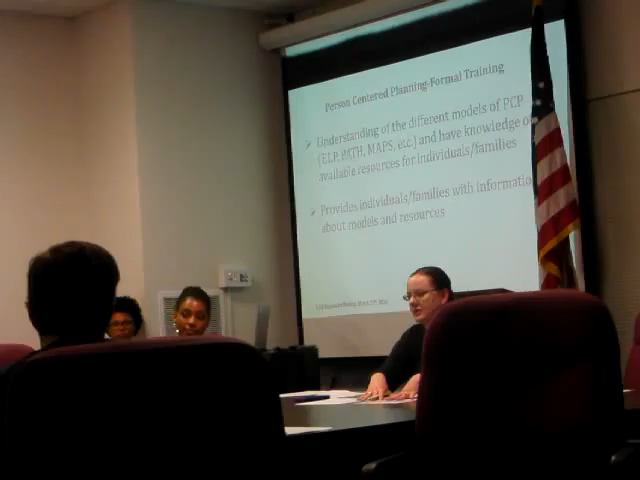 Person Centered Planning-Formal Training
Understanding of the different models of PCP
(ELP, PATH, MAPS, etc.) and have knowledge of
available resources for individuals/families
Provides individuals/families with informatio
about models and resources